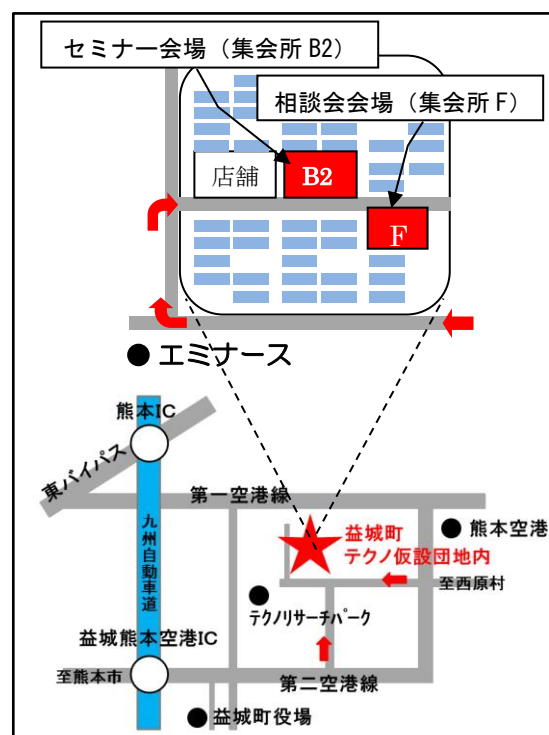 セミナー会場（集会所 B2）
相談会会場（集会所 F）
店舗
B2
F
エミナース
熊本IC
東バイパス
第一空港線
九州自動車道
益城町
テクノ仮設団地内
熊本空港
至西原村
テクノリサーチパーク
益城熊本空港IC
至熊本市
第二空港線
益城町役場